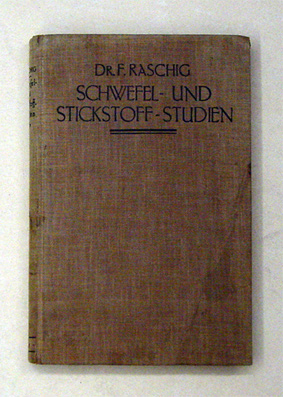 DR. F. RASCHIG
SCHWEFEL- UND
STICKSTOFF-STUDIEN